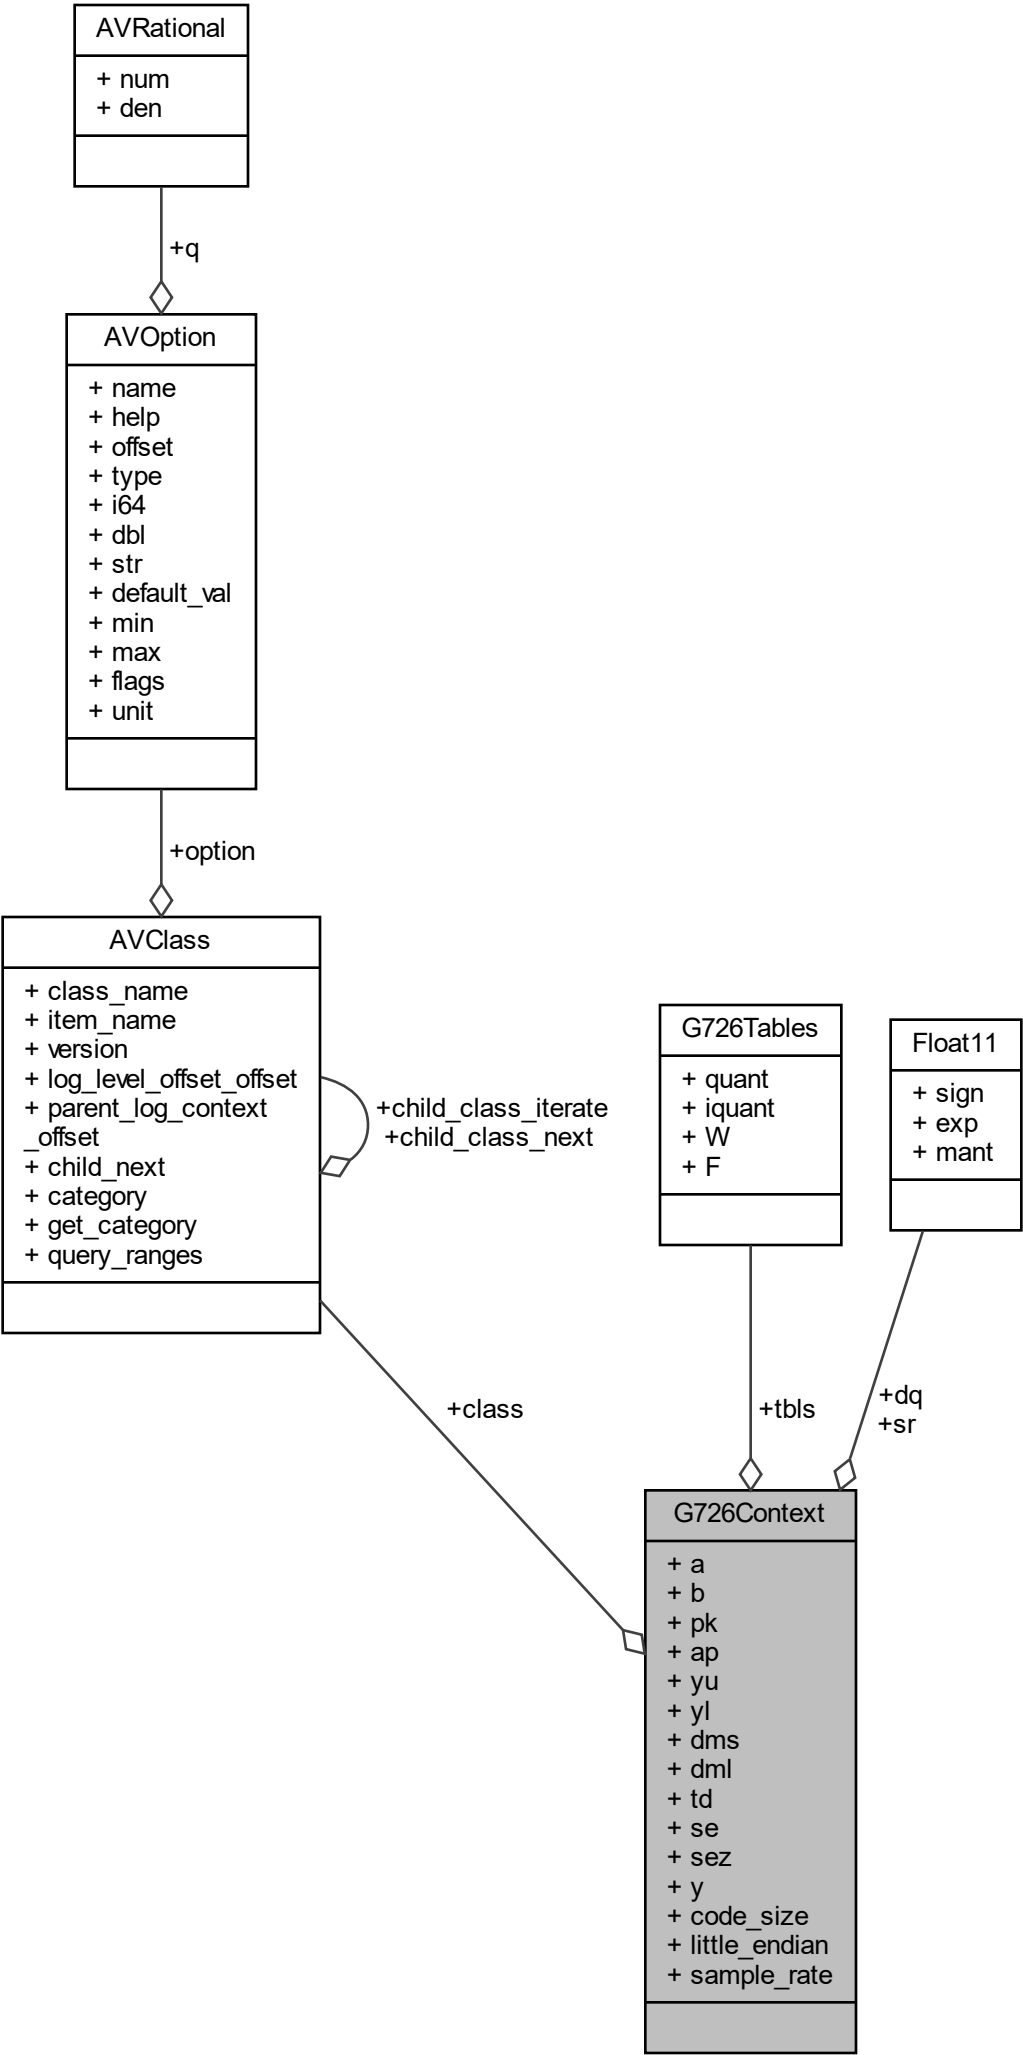 AVRational
+ num
+ den
+q
AVOption
+ name
+ help
+ offset
+ type
+ i64
+ dbl
+ str
+ default_val
+ min
+ max
+ flags
+ unit
+option
AVClass
+ class_name
+ item_name
+ version
+ log_level_offset_offset
+ parent_log_context
_offset
+ child_next
+ category
+ get_category
+ query_ranges
+child_class_iterate
+child_class_next
G726Tables
+ quant
+ iquant
+ W
+ F
Float11
+ sign
+ exp
+ mant
+class
+tbls
+dq
+sr
G726Context
+ a
+ b
+ pk
+ ap
+ yu
+ yl
+ dms
+ dml
+ td
+ se
+ sez
+ y
+ code_size
+ little_endian
+ sample_rate